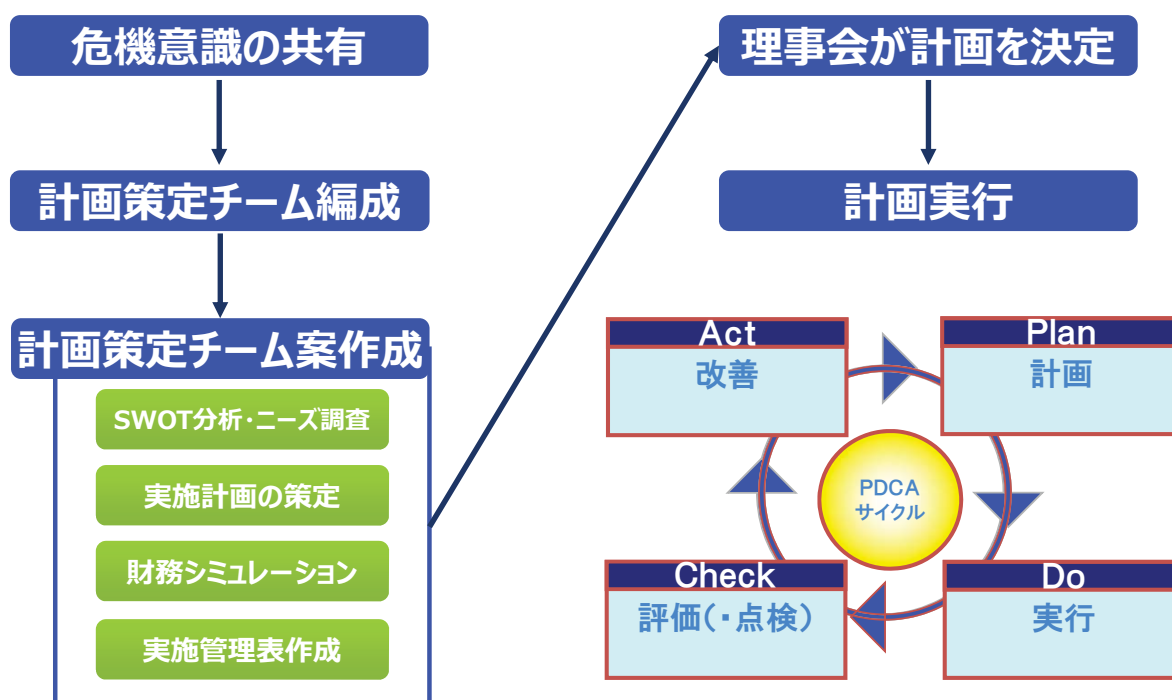 危機意識の共有
計画策定チーム編成
計画策定チーム案作成
SWOT分析・ニーズ調査
実施計画の策定
財務シミュレーション
実施管理表作成
理事会が計画を決定
計画実行
Act
改善
Plan
計画
PDCA
サイクル
Check
評価(・点検)
Do
実行